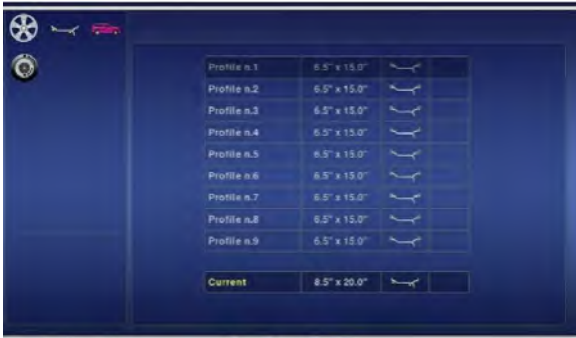 Profile n.1 6.5" x 15.0"
Profile n.2 6.5" x 15.0"
Profile n.3 6.5" x 15.0"
Profile n.4 6.5" x 15.0"
Profile n.5 6.5" x 15.0"
Profile n.6 6.5" x 15.0"
Profile n.7 6.5" x 15.0"
Profile n.8 6.5" x 15.0"
Profile n.9 6.5" x 15.0"
Current 8.5" x 20.0"